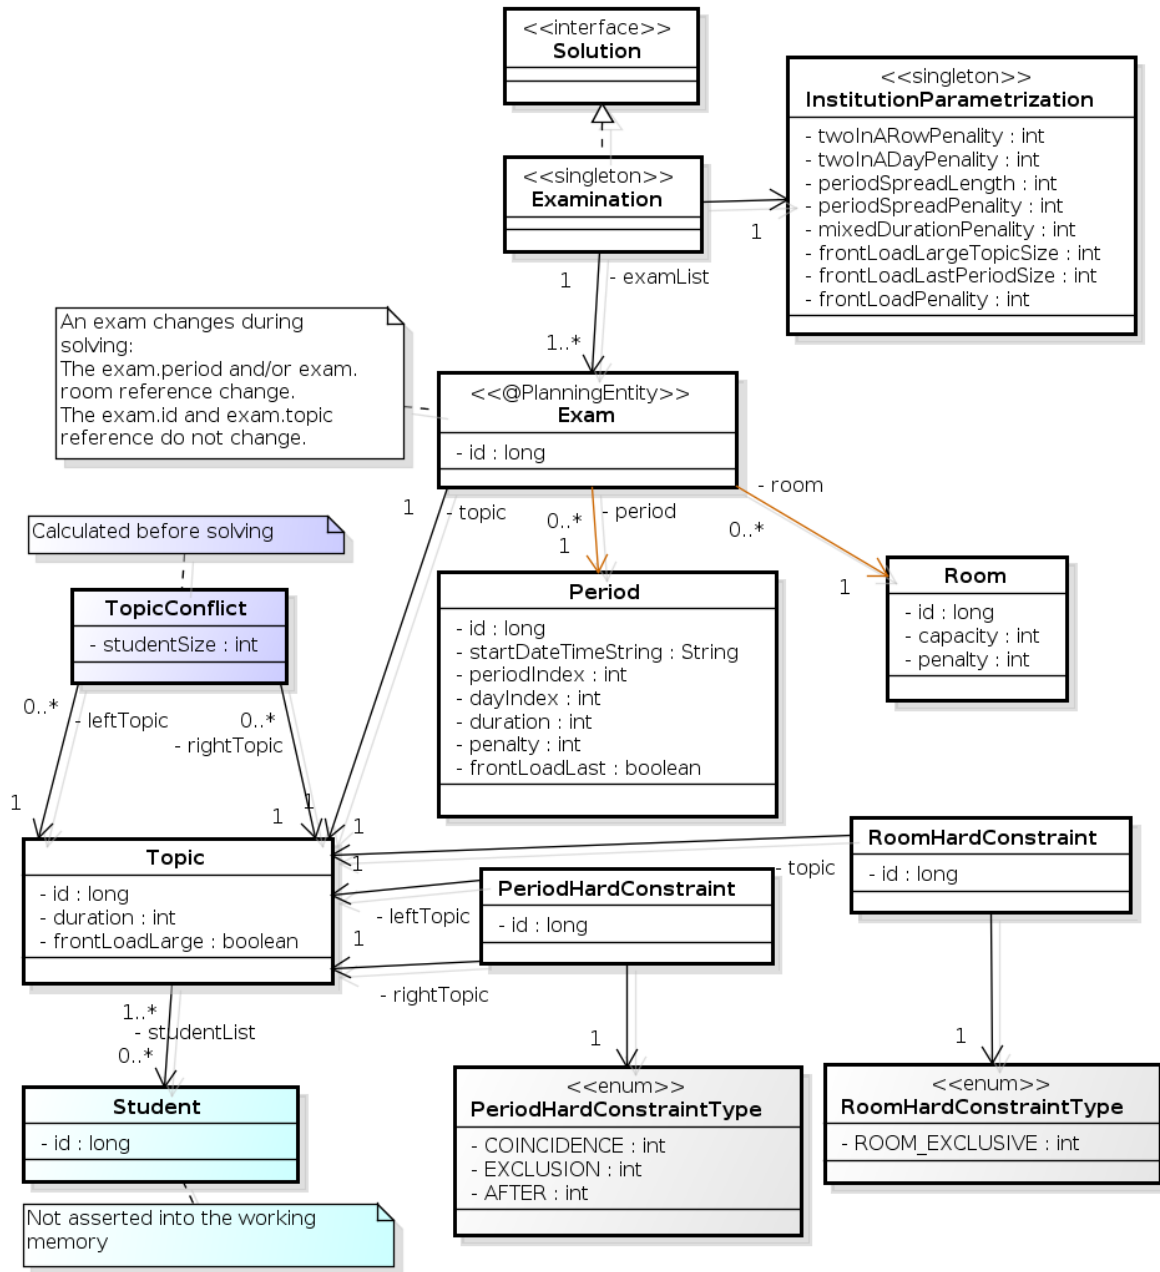 <<interface>>
Solution
<<singleton>>
InstitutionParametrization
- twoInARowPenality : int
- twoInADayPenality : int
- periodSpreadLength : int
- periodSpreadPenality : int
- mixedDurationPenality : int
- frontLoadLargeTopicSize : int
- frontLoadLastPeriodSize : int
- frontLoadPenality : int
<<singleton>>
Examination
1
1
- examList
1..*
An exam changes during
solving:
The exam.period and/or exam.
room reference change.
The exam.id and exam.topic
reference do not change.
<<@PlanningEntity>>
Exam
- id : long
1
- topic
0..*
- period
1
- room
0..*
1
Calculated before solving
TopicConflict
- studentSize : int
0..*
- leftTopic
0..*
- rightTopic
1
1
1
1
Period
- id : long
- startDateTimeString : String
- periodIndex : int
- dayIndex : int
- duration : int
- penalty : int
- frontLoadLast : boolean
Room
- id : long
- capacity : int
- penalty : int
Topic
- id : long
- duration : int
- frontLoadLarge : boolean
1
- leftTopic
1
- rightTopic
- topic
PeriodHardConstraint
- id : long
RoomHardConstraint
- id : long
1..*
- studentList
0..*
1
1
Student
- id : long
Not asserted into the working
memory
<<enum>>
PeriodHardConstraintType
- COINCIDENCE : int
- EXCLUSION : int
- AFTER : int
<<enum>>
RoomHardConstraintType
- ROOM_EXCLUSIVE : int